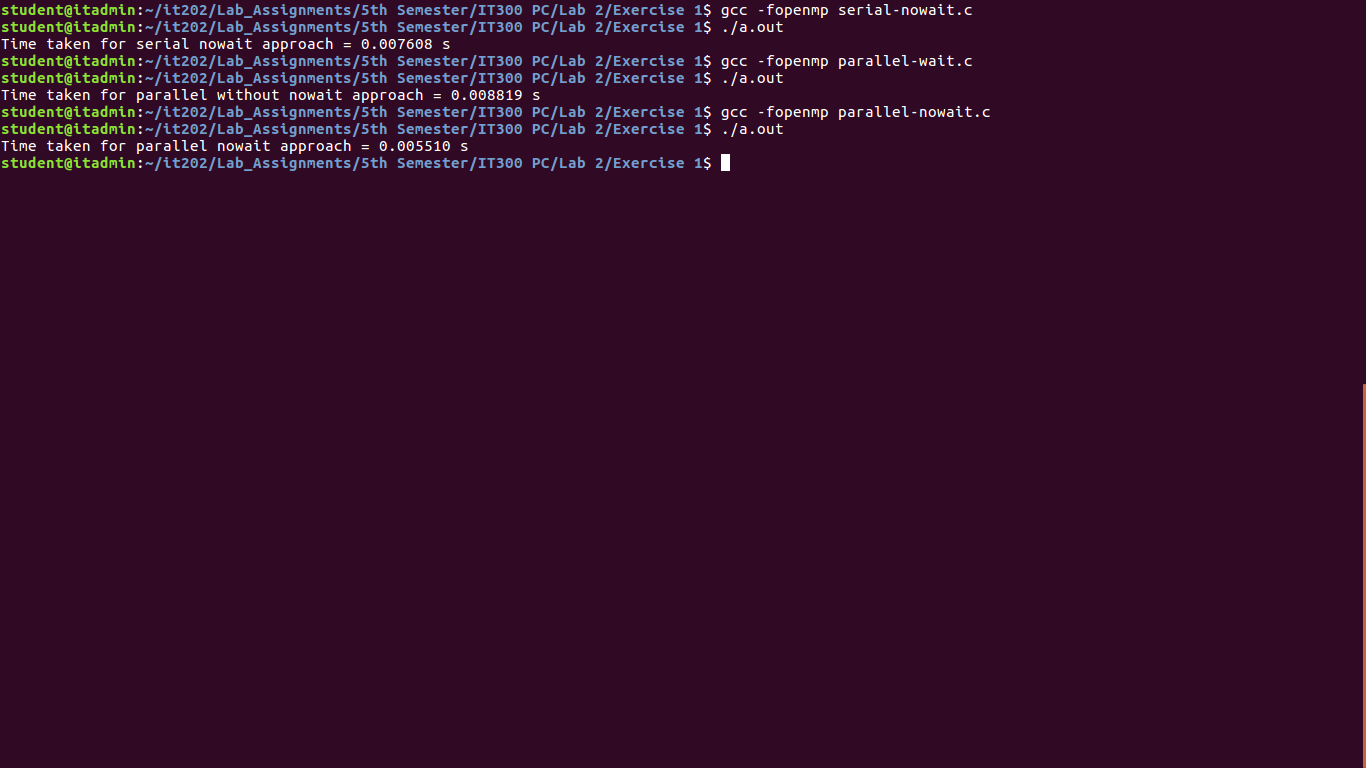 student@itadmin:~/it202/Lab_Assignments/5th Semester/IT300 PC/Lab 2/Exercise 1$ gcc -fopenmp serial-nowait.c
student@itadmin:~/it202/Lab_Assignments/5th Semester/IT300 PC/Lab 2/Exercise 1$ ./a.out
Time taken for serial nowait approach = 0.007608 s
student@itadmin:~/it202/Lab_Assignments/5th Semester/IT300 PC/Lab 2/Exercise 1$ gcc -fopenmp parallel-wait.c
student@itadmin:~/it202/Lab_Assignments/5th Semester/IT300 PC/Lab 2/Exercise 1$ ./a.out
Time taken for parallel without nowait approach = 0.008819 s
student@itadmin:~/it202/Lab_Assignments/5th Semester/IT300 PC/Lab 2/Exercise 1$ gcc -fopenmp parallel-nowait.c
student@itadmin:~/it202/Lab_Assignments/5th Semester/IT300 PC/Lab 2/Exercise 1$ ./a.out
Time taken for parallel nowait approach = 0.005510 s
student@itadmin:~/it202/Lab_Assignments/5th Semester/IT300 PC/Lab 2/Exercise 1$